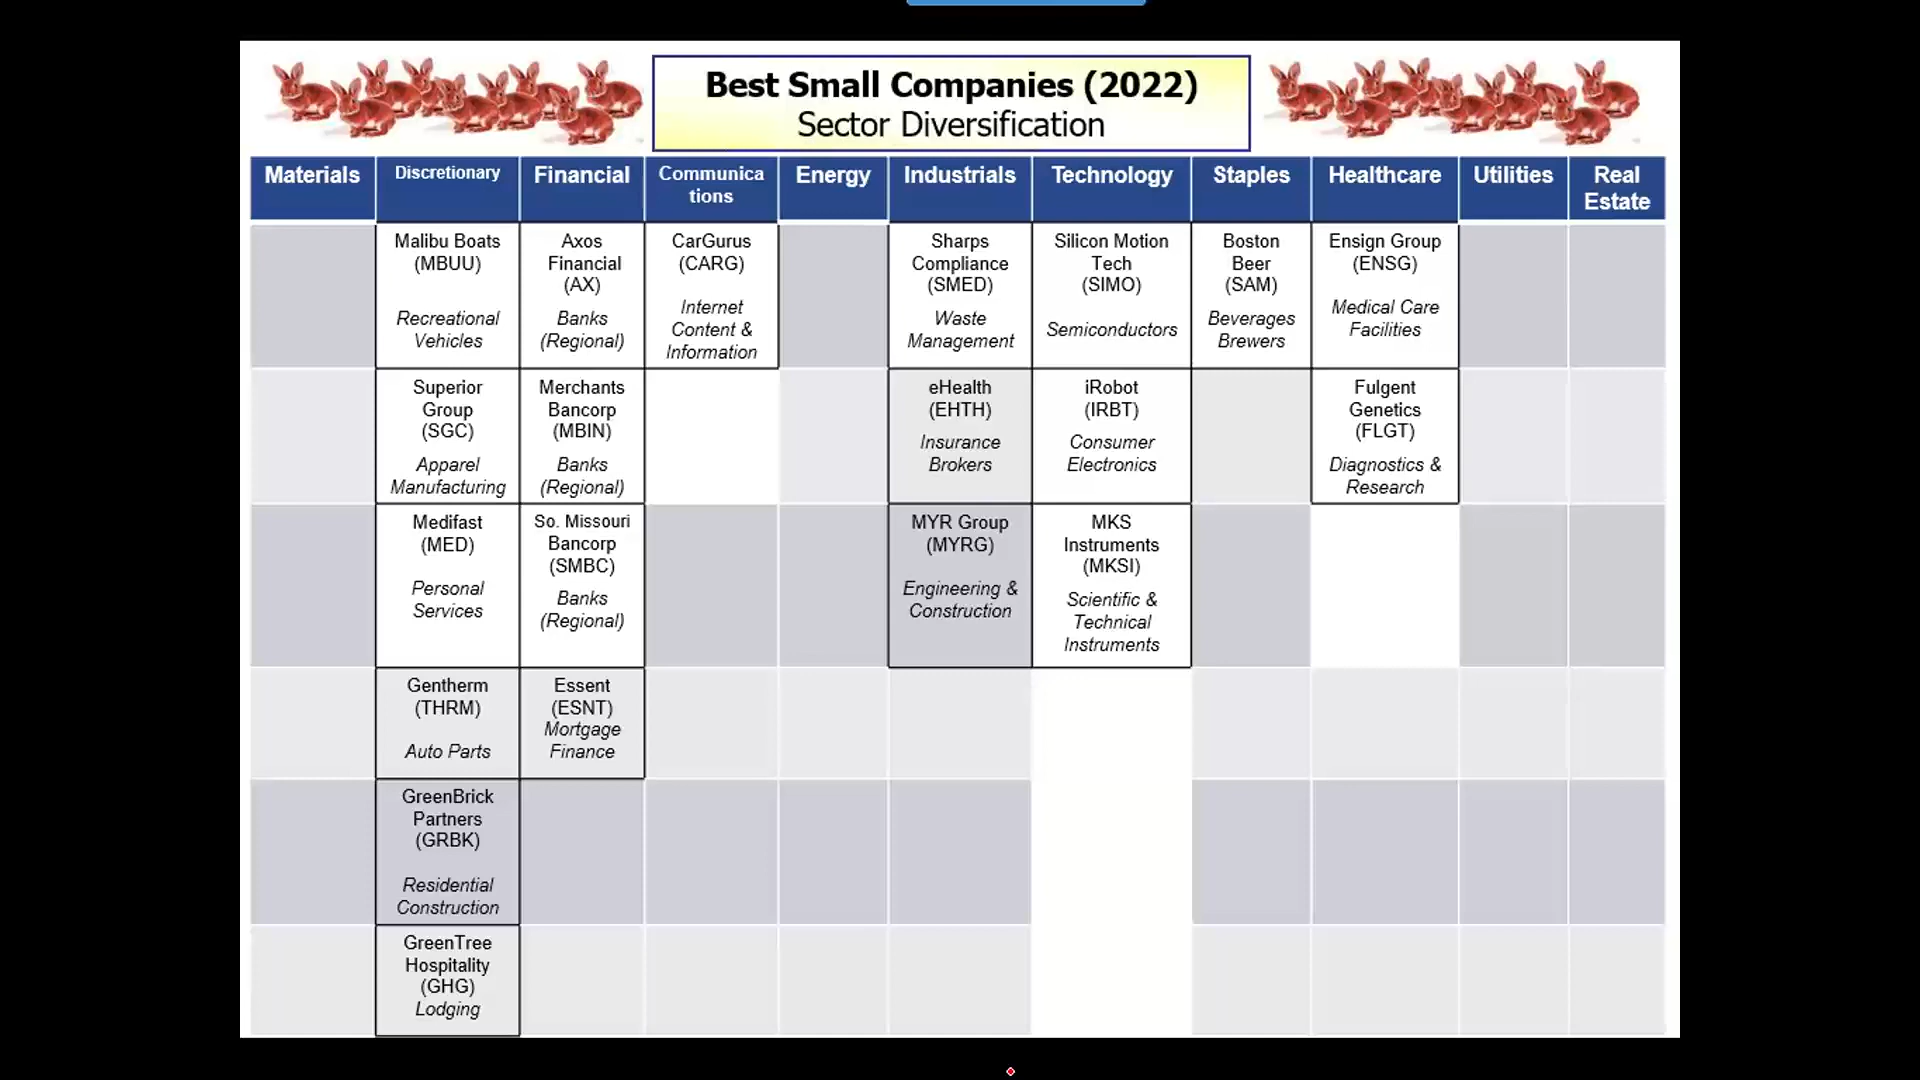 Best Small Companies (2022)
Sector Diversification
Materials
Discretionary
Financial
Communica
tions
Energy
Industrials
Technology
Staples
Healthcare
Utilities
Real
Estate
Malibu Boats
(MBUU)
Recreational
Vehicles
Axos
Financial
(AX)
Banks
(Regional)
CarGurus
(CARG)
Internet
Content &
Information
Sharps
Compliance
(SMED)
Waste
Management
Silicon Motion
Tech
(SIMO)
Semiconductors
Boston
Beer
(SAM)
Beverages
Brewers
Ensign Group
(ENSG)
Medical Care
Facilities
Superior
Group
(SGC)
Apparel
Manufacturing
Merchants
Bancorp
(MBIN)
Banks
(Regional)
eHealth
(EHTH)
Insurance
Brokers
iRobot
(IRBT)
Consumer
Electronics
Fulgent
Genetics
(FLGT)
Diagnostics &
Research
Medifast
(MED)
Personal
Services
So. Missouri
Bancorp
(SMBC)
Banks
(Regional)
MYR Group
(MYRG)
Engineering &
Construction
MKS
Instruments
(MKSI)
Scientific &
Technical
Instruments
Gentherm
(THRM)
Auto Parts
Essent
(ESNT)
Mortgage
Finance
GreenBrick
Partners
(GRBK)
Residential
Construction
GreenTree
Hospitality
(GHG)
Lodging